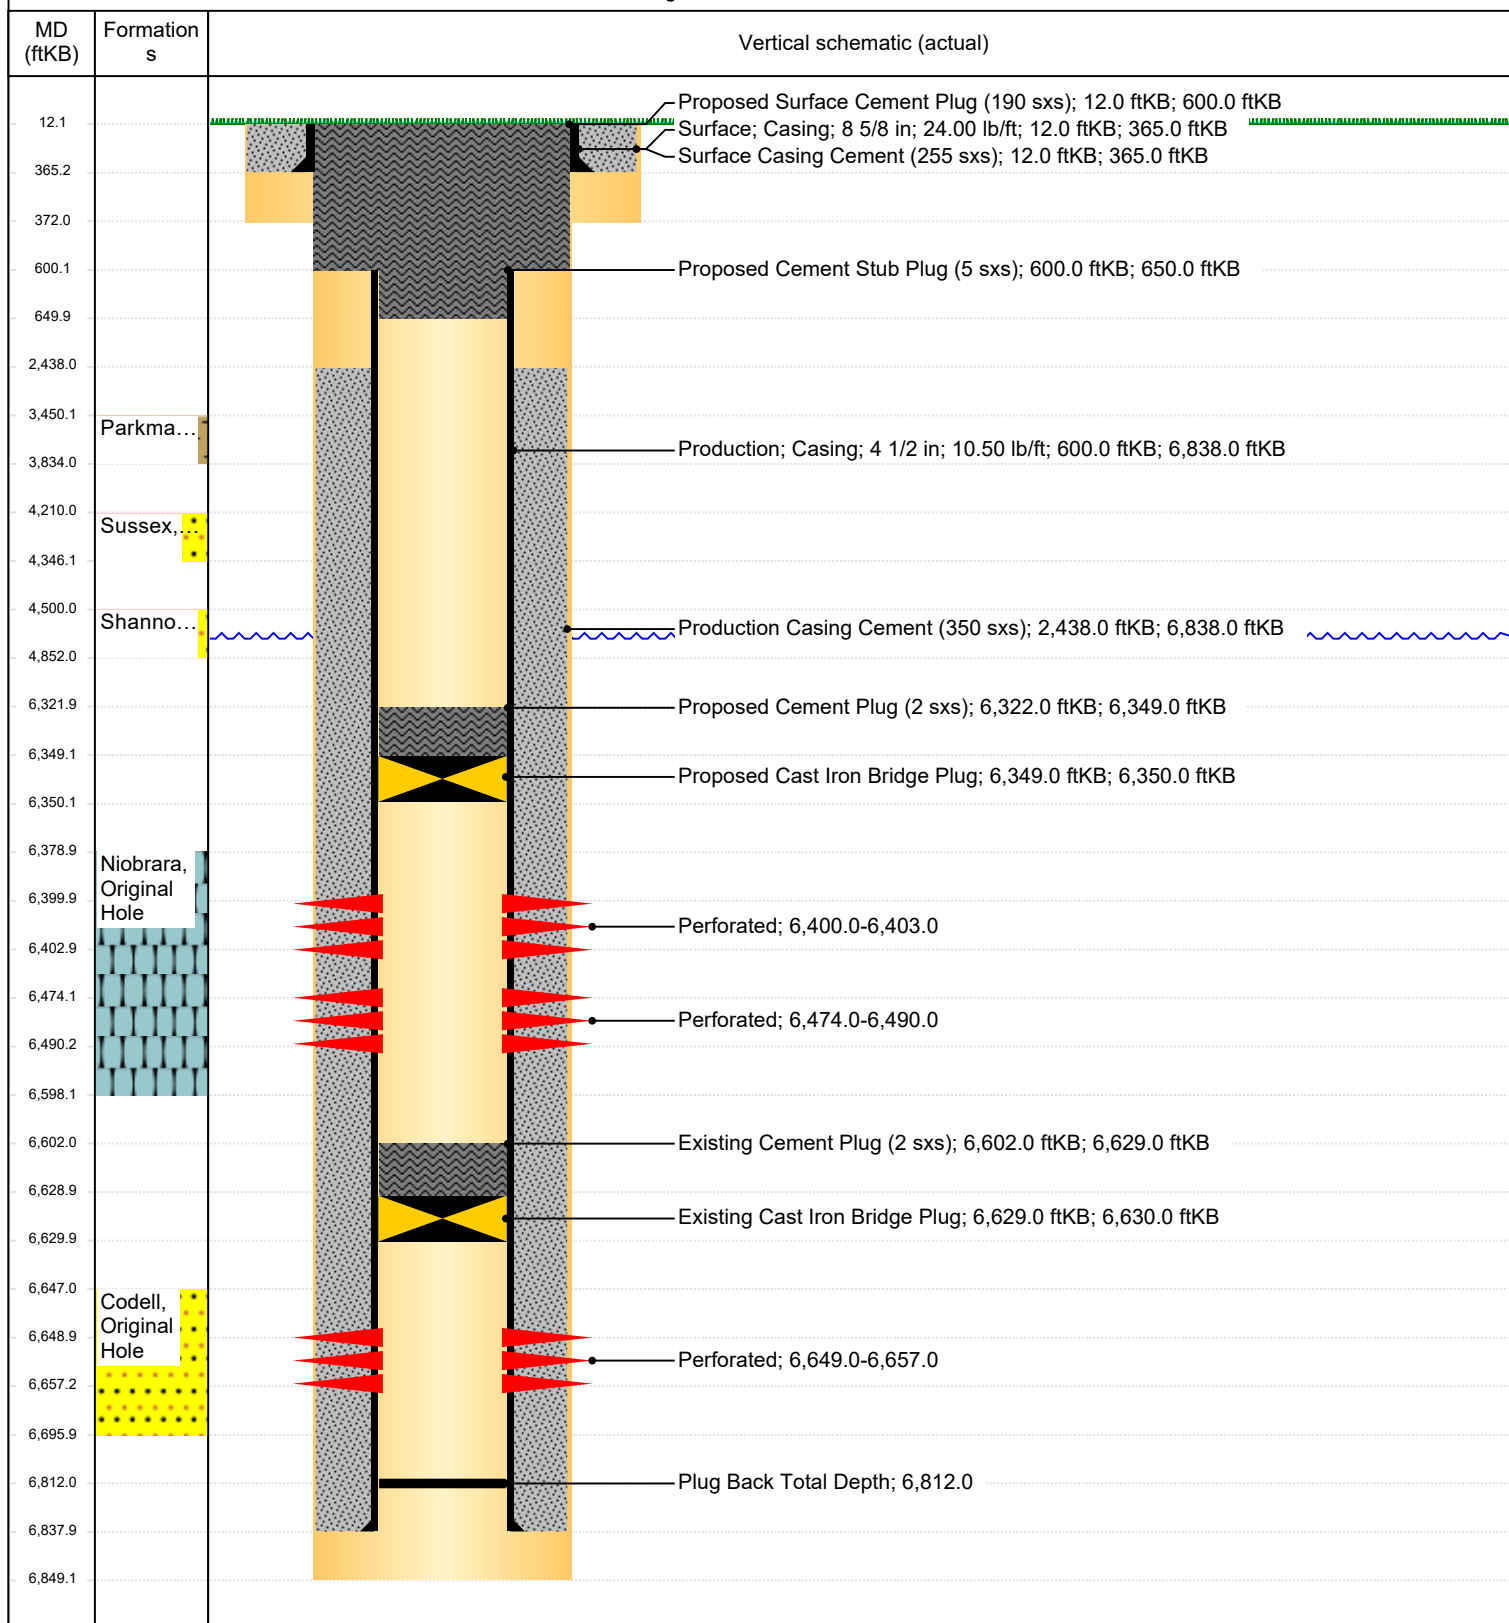 MD
(ftKB)
Formation
s
Vertical schematic (actual)
12.1
Proposed Surface Cement Plug (190 sxs); 12.0 ftKB; 600.0 ftKB
Surface; Casing; 8 5/8 in; 24.00 lb/ft; 12.0 ftKB; 365.0 ftKB
Surface Casing Cement (255 sxs); 12.0 ftKB; 365.0 ftKB
365.2
372.0
600.1
Proposed Cement Stub Plug (5 sxs); 600.0 ftKB; 650.0 ftKB
649.9
2,438.0
3,450.1
Parkma...
Production; Casing; 4 1/2 in; 10.50 lb/ft; 600.0 ftKB; 6,838.0 ftKB
3,834.0
4,210.0
Sussex,...
4,346.1
4,500.0
Shanno...
Production Casing Cement (350 sxs); 2,438.0 ftKB; 6,838.0 ftKB
4,852.0
6,321.9
Proposed Cement Plug (2 sxs); 6,322.0 ftKB; 6,349.0 ftKB
6,349.1
Proposed Cast Iron Bridge Plug; 6,349.0 ftKB; 6,350.0 ftKB
6,350.1
6,378.9
Niobrara,
Original
Hole
6,399.9
Perforated; 6,400.0-6,403.0
6,402.9
6,474.1
Perforated; 6,474.0-6,490.0
6,490.2
6,598.1
6,602.0
Existing Cement Plug (2 sxs); 6,602.0 ftKB; 6,629.0 ftKB
6,628.9
Existing Cast Iron Bridge Plug; 6,629.0 ftKB; 6,630.0 ftKB
6,629.9
6,647.0
Codell,
Original
Hole
6,648.9
Perforated; 6,649.0-6,657.0
6,657.2
6,695.9
6,812.0
Plug Back Total Depth; 6,812.0
6,837.9
6,849.1